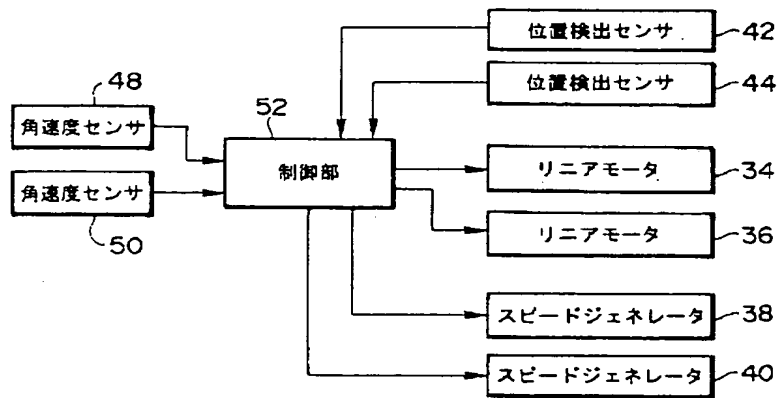 位置検出センサ 42
位置検出センサ 44
48
角速度センサ
52
制御部
リニアモータ 34
角速度センサ
50
リニアモータ 36
スピードジェネレータ 38
スピードジェネレータ 40